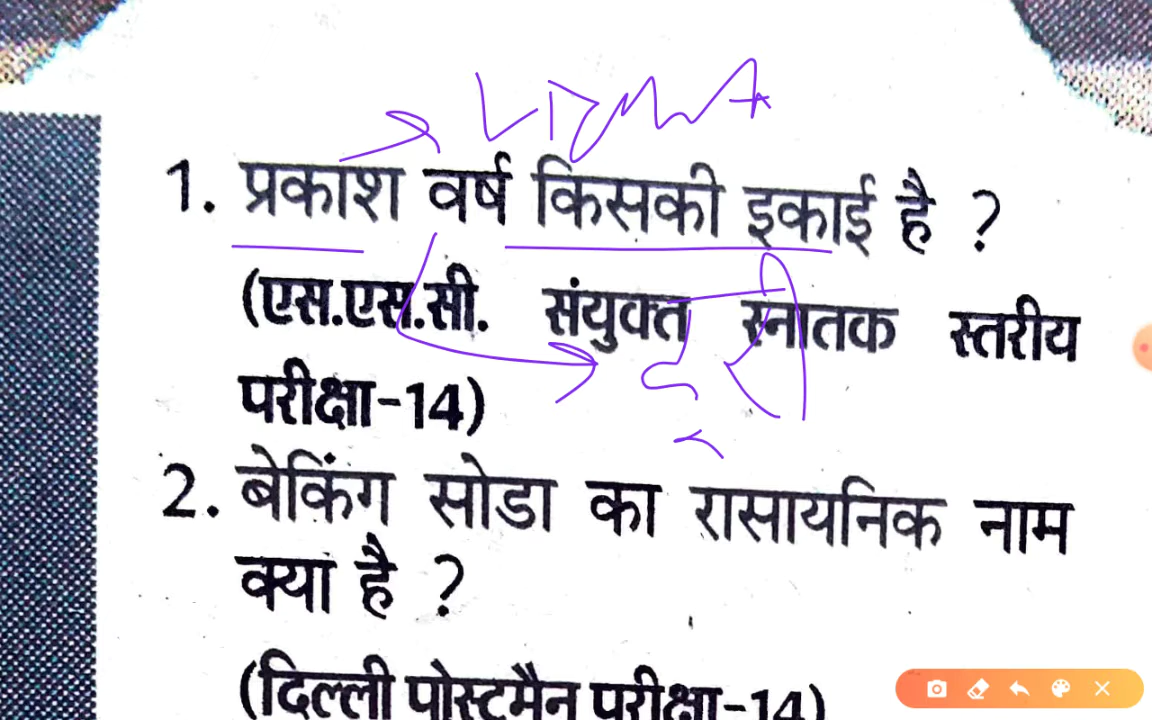 1. प्रकाश वर्ष किसकी इकाई है ?
(एस.एस.सी. संयुक्त स्नातक स्तरीय
दूरी
परीक्षा-14)
2. बेकिंग सोडा का रासायनिक नाम
क्या है ?
(दिल्ली पोस्टमैन परीक्षा-14)